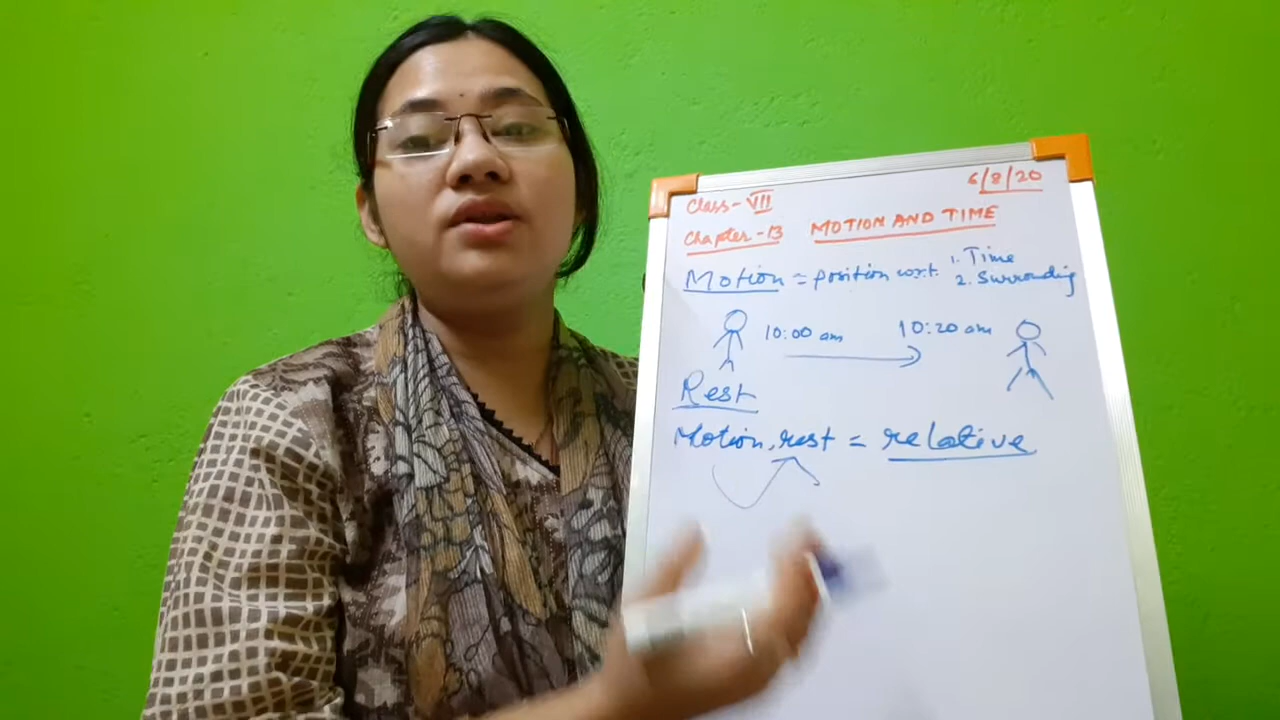 6/8/20
Class-VII
Chapter-13 MOTION AND TIME
Motion = position w.r.t. 1. Time
2. Surrounding
10:00 am 10:20 am
Rest
Motion, rest = relative